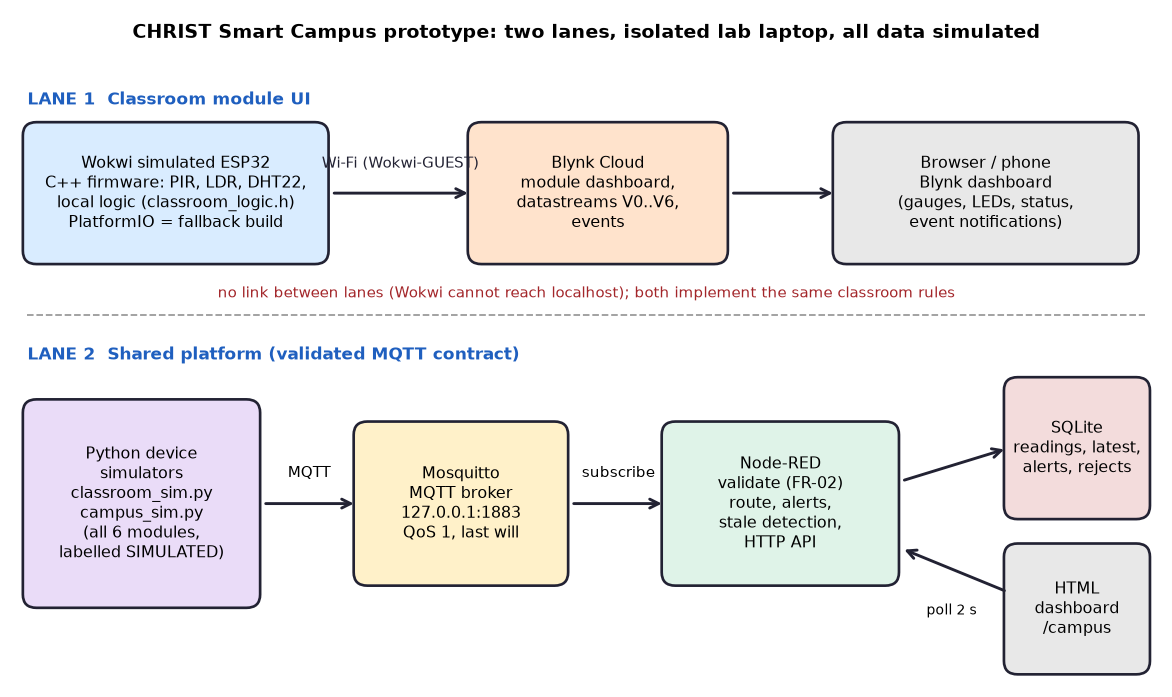 CHRIST Smart Campus prototype: two lanes, isolated lab laptop, all data simulated
LANE 1  Classroom module UI
Wokwi simulated ESP32
C++ firmware: PIR, LDR, DHT22,
local logic (classroom_logic.h)
PlatformIO = fallback build
Wi-Fi (Wokwi-GUEST)
Blynk Cloud
module dashboard,
datastreams V0..V6,
events
Browser / phone
Blynk dashboard
(gauges, LEDs, status,
event notifications)
no link between lanes (Wokwi cannot reach localhost); both implement the same classroom rules
LANE 2  Shared platform (validated MQTT contract)
Python device
simulators
classroom_sim.py
campus_sim.py
(all 6 modules,
labelled SIMULATED)
MQTT
Mosquitto
MQTT broker
127.0.0.1:1883
QoS 1, last will
subscribe
Node-RED
validate (FR-02)
route, alerts,
stale detection,
HTTP API
SQLite
readings, latest,
alerts, rejects
poll 2 s
HTML
dashboard
/campus